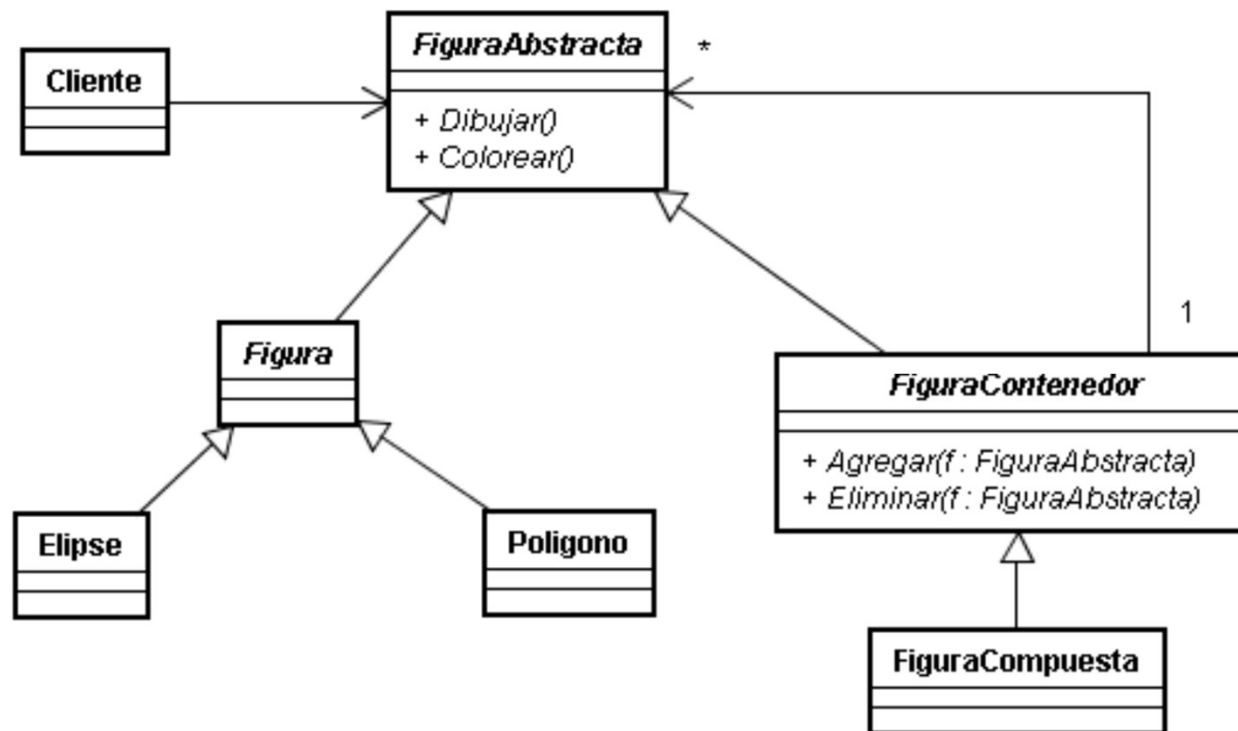 FiguraAbstracta
*
Cliente
+ Dibujar()
+ Colorear()
1
Figura
FiguraContenedor
+ Agregar(f : FiguraAbstracta)
+ Eliminar(f : FiguraAbstracta)
Elipse
Poligono
FiguraCompuesta